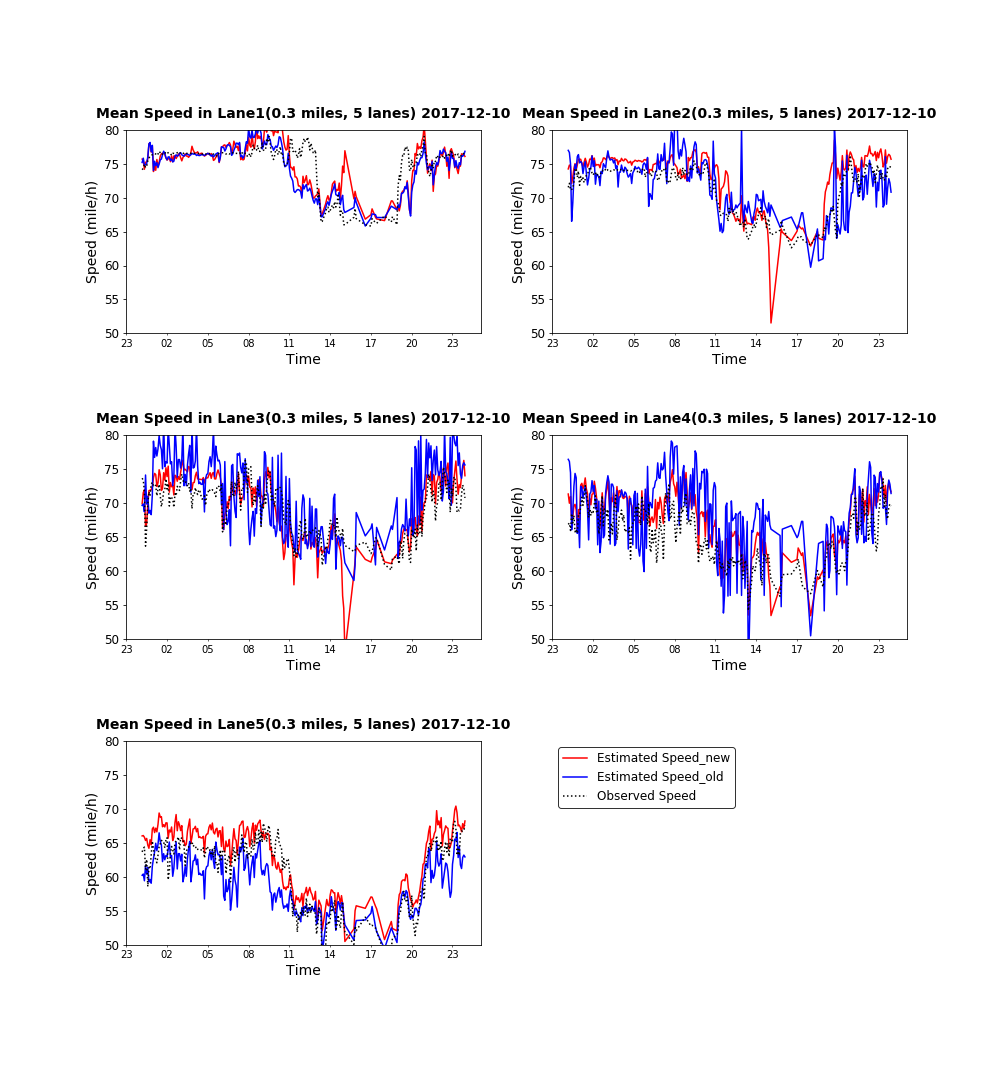 Mean Speed in Lane1(0.3 miles, 5 lanes) 2017-12-10
80
75
70
65
60
55
50
Speed (mile/h)
23 02 05 08 11 14 17 20 23
Time
Mean Speed in Lane2(0.3 miles, 5 lanes) 2017-12-10
80
75
70
65
60
55
50
Speed (mile/h)
23 02 05 08 11 14 17 20 23
Time
Mean Speed in Lane3(0.3 miles, 5 lanes) 2017-12-10
80
75
70
65
60
55
50
Speed (mile/h)
23 02 05 08 11 14 17 20 23
Time
Mean Speed in Lane4(0.3 miles, 5 lanes) 2017-12-10
80
75
70
65
60
55
50
Speed (mile/h)
23 02 05 08 11 14 17 20 23
Time
Mean Speed in Lane5(0.3 miles, 5 lanes) 2017-12-10
80
75
70
65
60
55
50
Speed (mile/h)
23 02 05 08 11 14 17 20 23
Time
Estimated Speed_new
Estimated Speed_old
Observed Speed